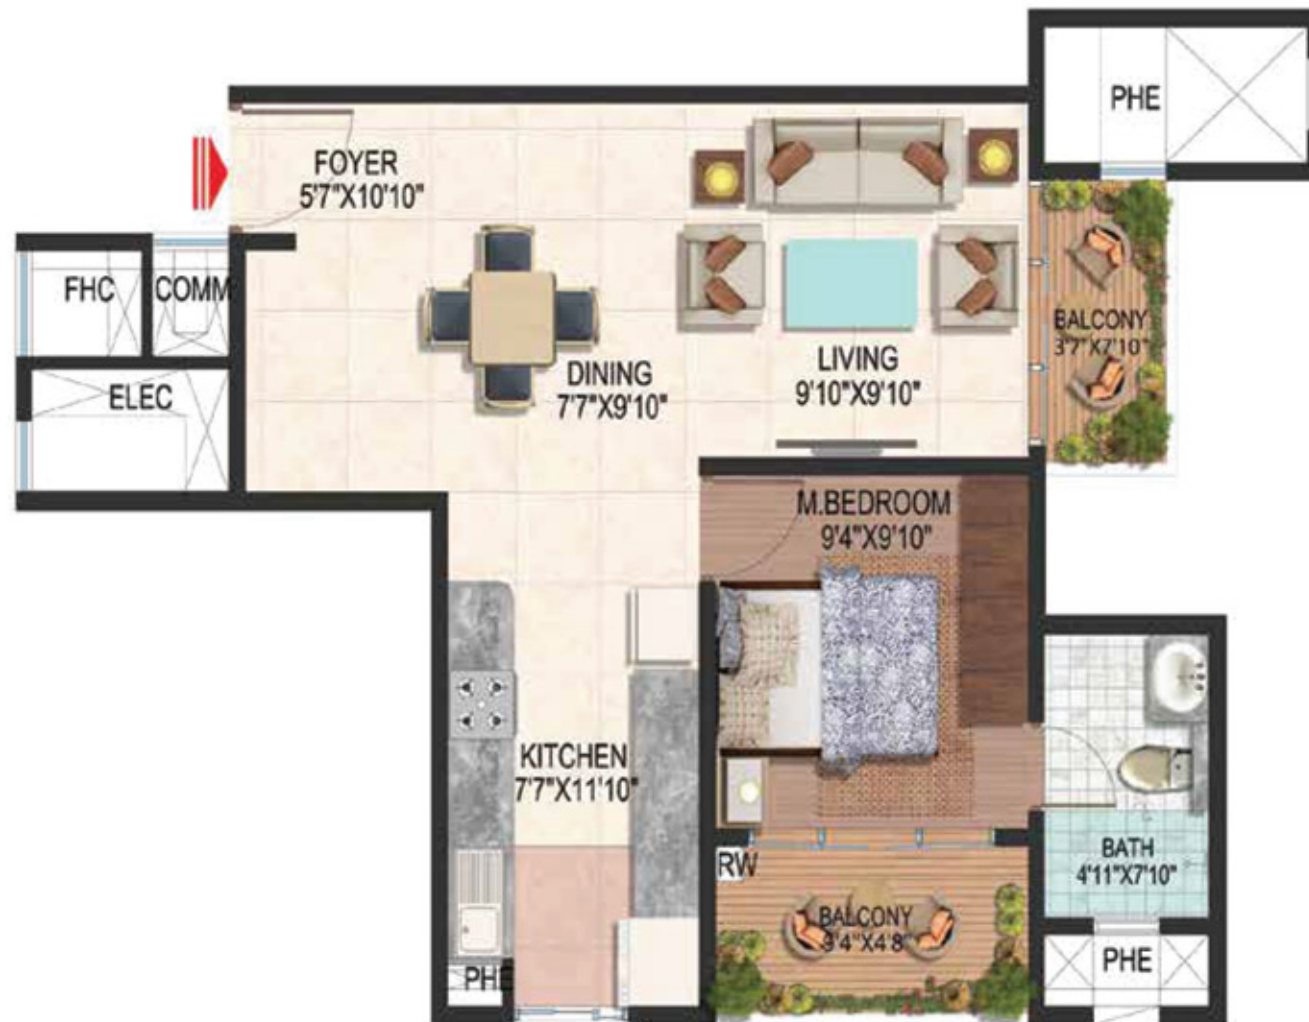 PHE
FOYER
5'7"X10'10"
FHC
COMM
BALCONY
3'7"X7'10"
LIVING
9'10"X9'10"
DINING
7'7"X9'10"
ELEC
M.BEDROOM
9'4"X9'10"
KITCHEN
7'7"X11'10"
RW
BATH
4'11"X7'10"
BALCONY
9'4"X4'8"
PHE
PHE